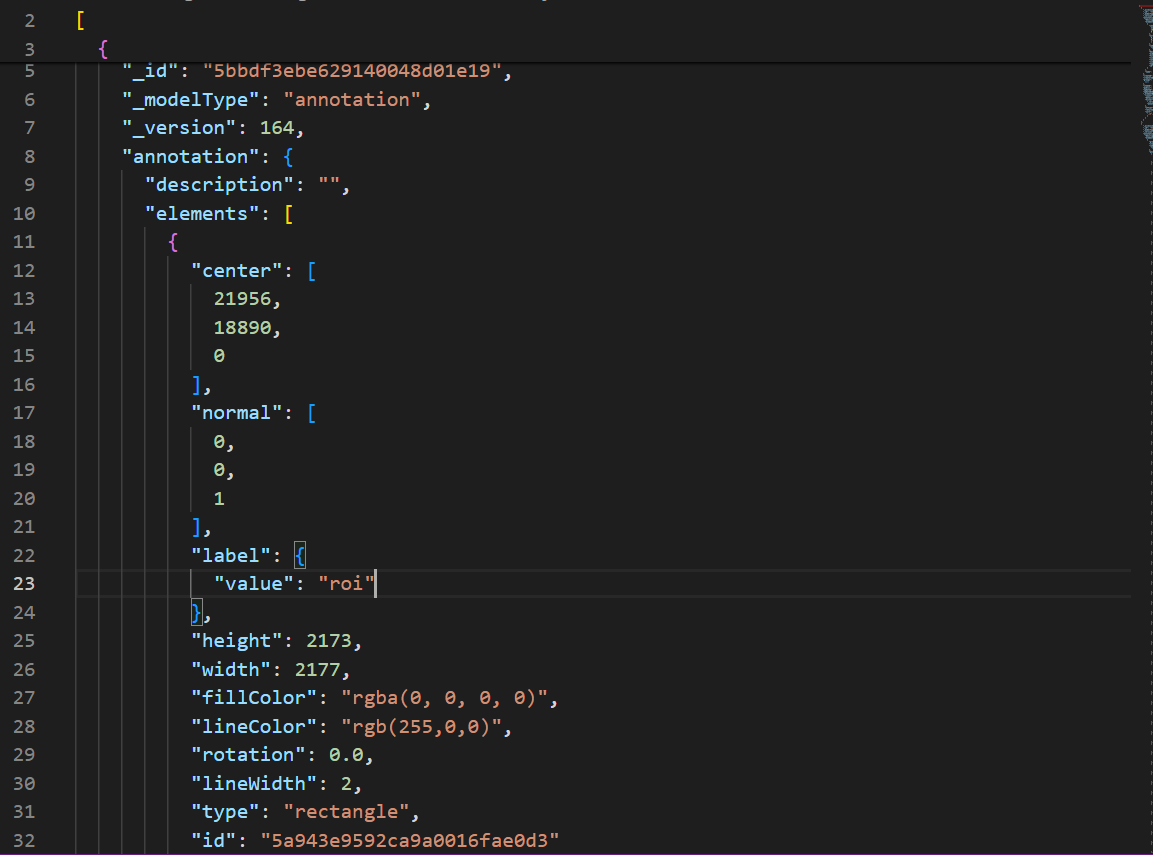 2 [
3 {
5 "_id": "5bbdf3ebe629140048d01e19",
6 "_modelType": "annotation",
7 "_version": 164,
8 "annotation": {
9 "description": "",
10 "elements": [
11 {
12 "center": [
13 21956,
14 18890,
15 0
16 ],
17 "normal": [
18 0,
19 0,
20 1
21 ],
22 "label": {
23 "value": "roi"
24 },
25 "height": 2173,
26 "width": 2177,
27 "fillColor": "rgba(0, 0, 0, 0)",
28 "lineColor": "rgb(255,0,0)",
29 "rotation": 0.0,
30 "lineWidth": 2,
31 "type": "rectangle",
32 "id": "5a943e9592ca9a0016fae0d3"